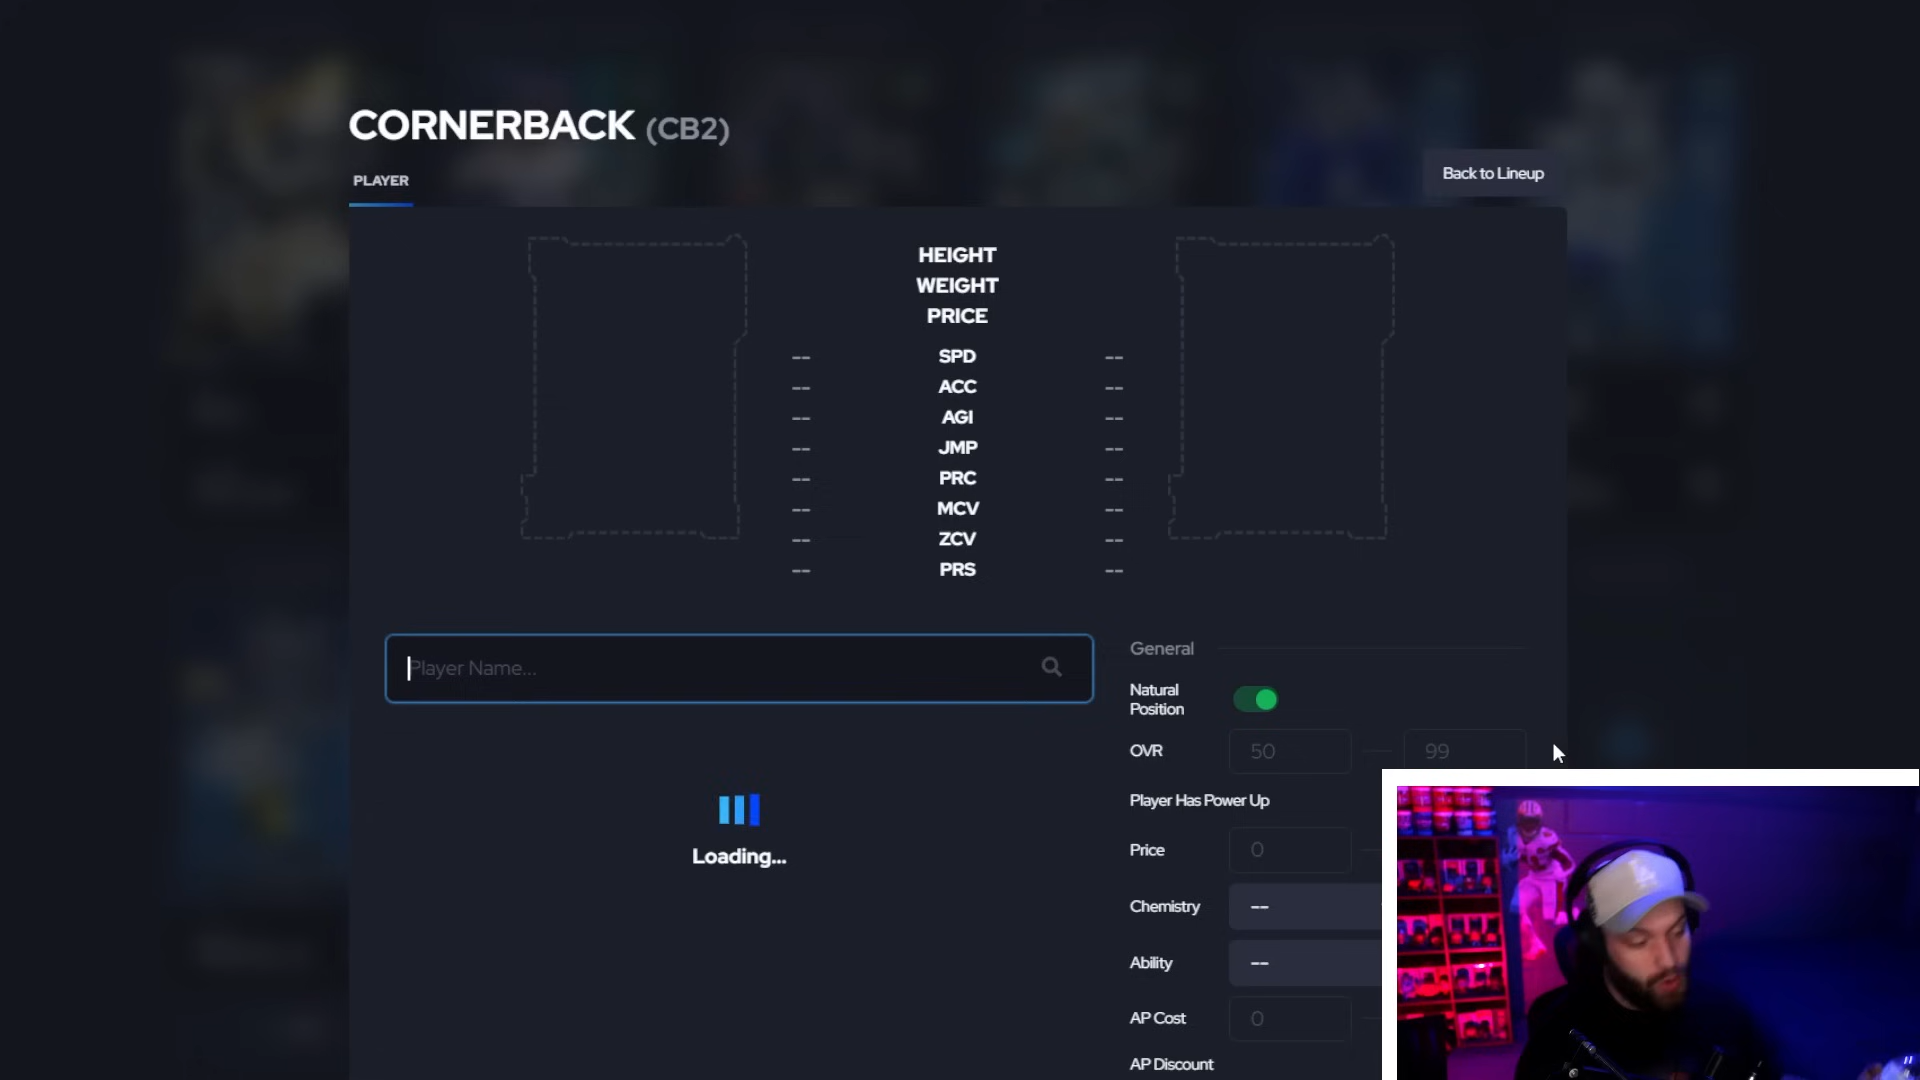 CORNERBACK (CB2)
PLAYER
Back to Lineup
HEIGHT
WEIGHT
PRICE
-- SPD --
-- ACC --
-- AGI --
-- JMP --
-- PRC --
-- MCV --
-- ZCV --
-- PRS --
Player Name...
Loading...
General
Natural
Position
OVR 50 99
Player Has Power Up
Price 0
Chemistry --
Ability --
AP Cost 0
AP Discount